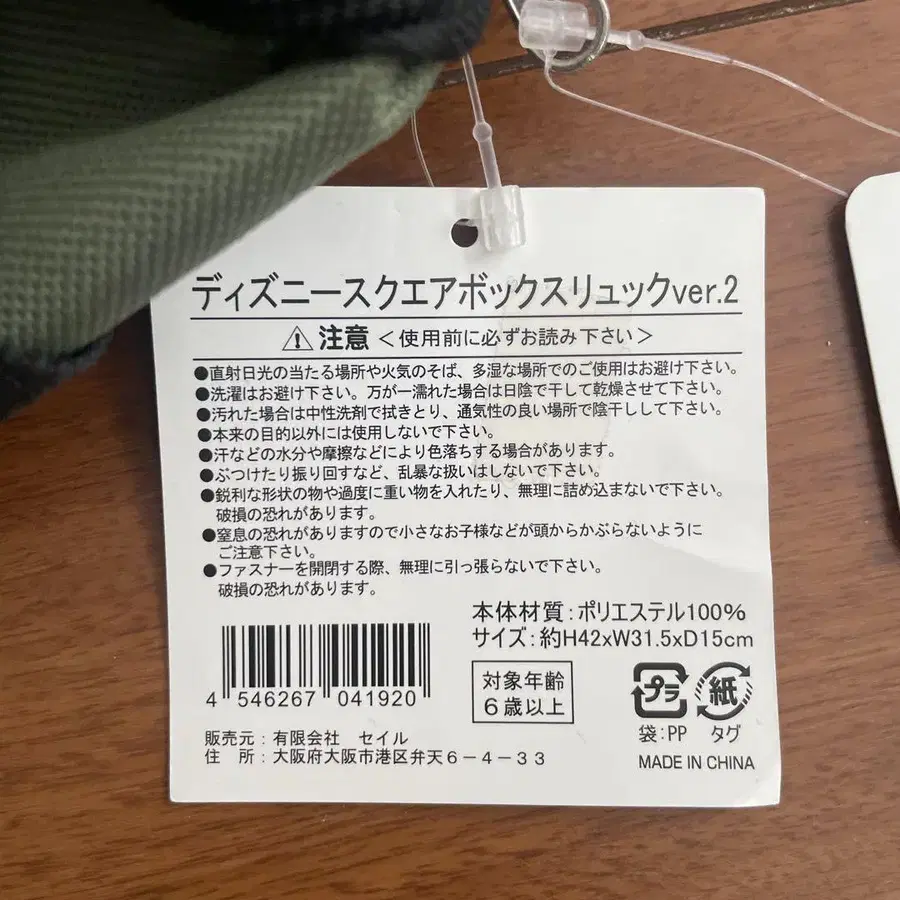 ディズニースクエアボックスリュックver.2
⚠ 注意 <使用前に必ずお読み下さい>
●直射日光の当たる場所や火気のそば、多湿な場所でのご使用はお避け下さい。
●洗濯はお避け下さい。万が一濡れた場合は日陰で干して乾燥させて下さい。
●汚れた場合は中性洗剤で拭きとり、通気性の良い場所で陰干しして下さい。
●本来の目的以外には使用しないで下さい。
●汗などの水分や摩擦などにより色落ちする場合があります。
●ぶつけたり振り回すなど、乱暴な扱いはしないで下さい。
●鋭利な形状の物や過度に重い物を入れたり、無理に詰め込まないで下さい。
破損の恐れがあります。
●窒息の恐れがありますので小さなお子様などが頭からかぶらないように
ご注意下さい。
●ファスナーを開閉する際、無理に引っ張らないで下さい。
破損の恐れがあります。
本体材質：ポリエステル100%
サイズ：約H42xW31.5xD15cm
4 546267 041920
対象年齢
6歳以上
プラ 紙
袋：PP タグ
販売元：有限会社 セイル
住 所：大阪府大阪市港区弁天6-4-33
MADE IN CHINA